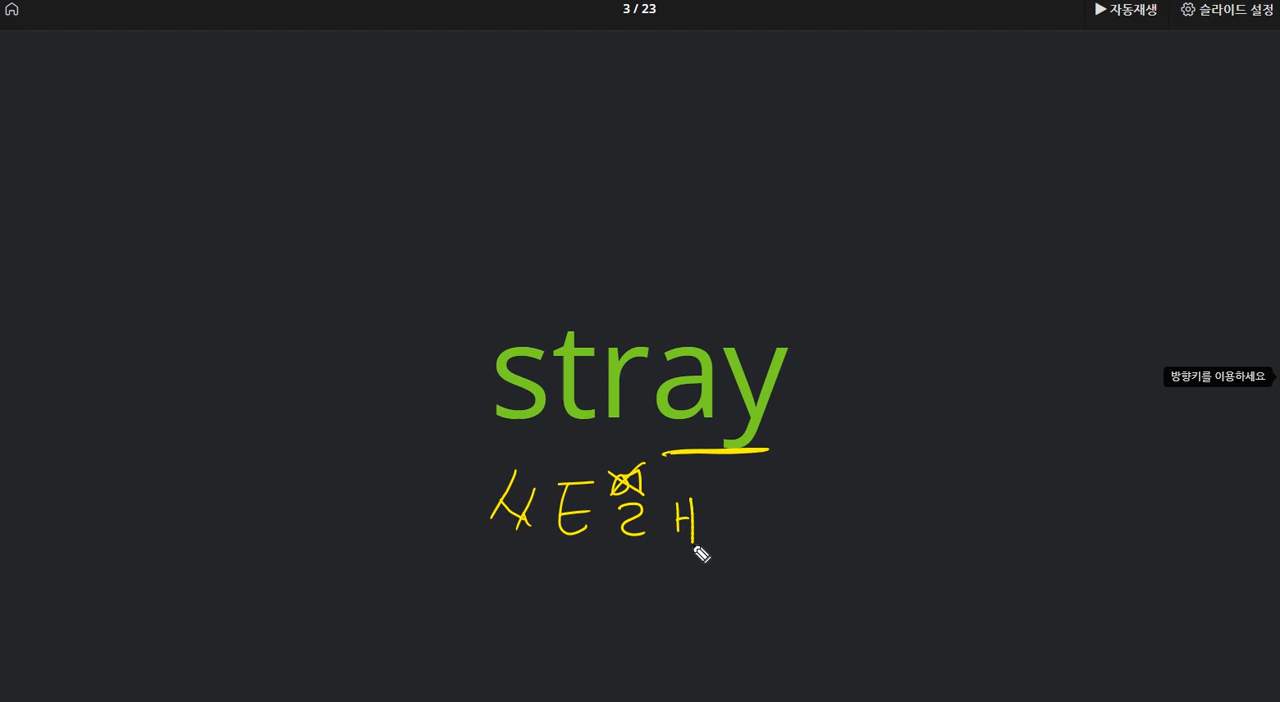 3 / 23
▶ 자동재생
슬라이드 설정
stray
방향키를 이용하세요
ㅆ ㅌ ㄹ ㅐ